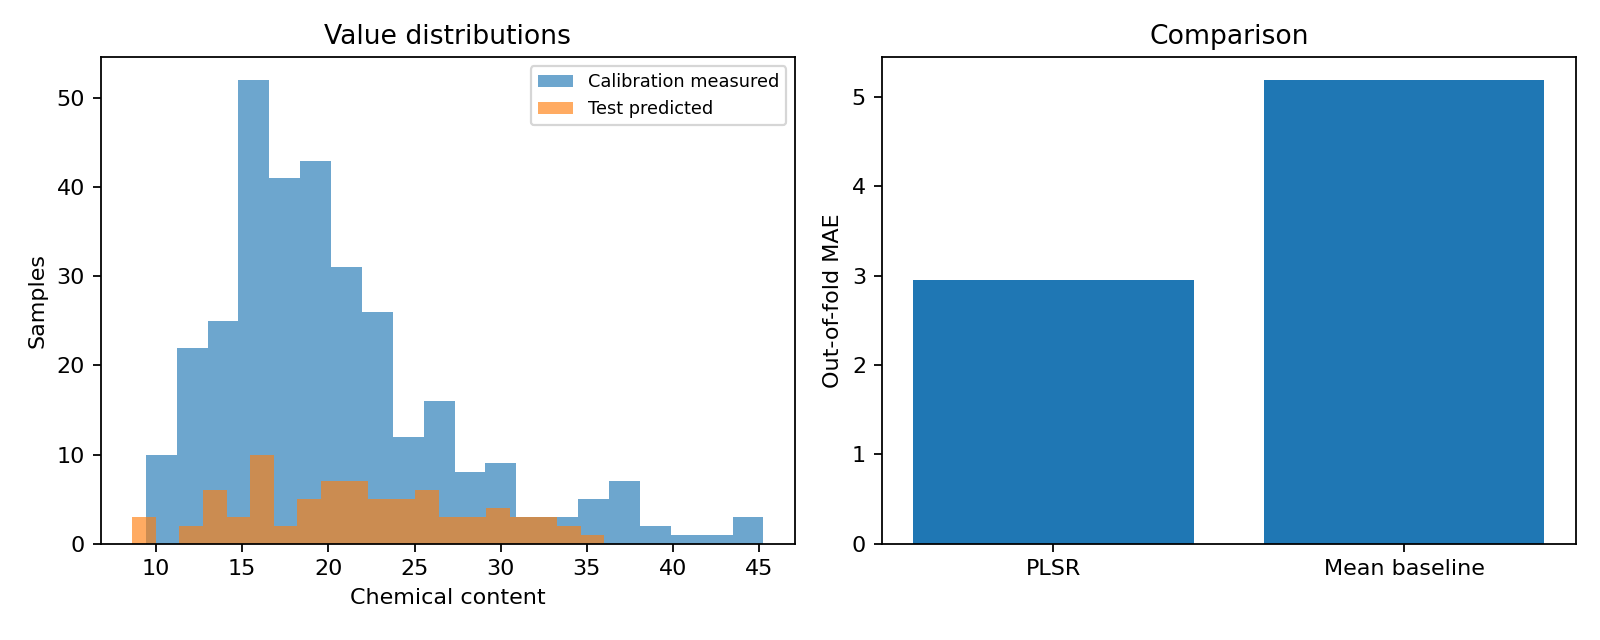 Value distributions
Calibration measured
Test predicted
50
40
30
20
10
0
Samples
10 15 20 25 30 35 40 45
Chemical content
Comparison
5
4
3
2
1
0
Out-of-fold MAE
PLSR Mean baseline